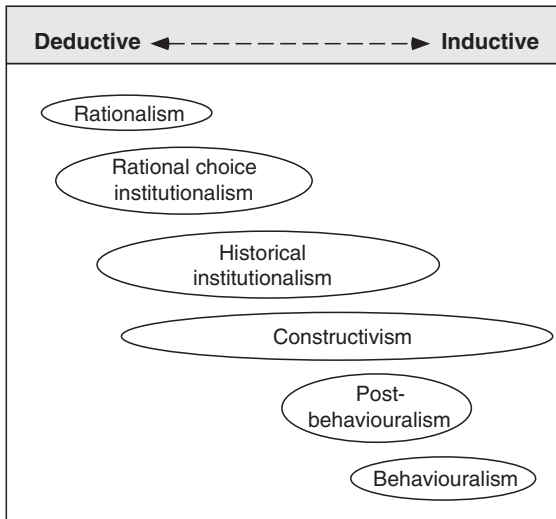 Deductive Inductive
Rationalism
Rational choice
institutionalism
Historical
institutionalism
Constructivism
Post-
behaviouralism
Behaviouralism